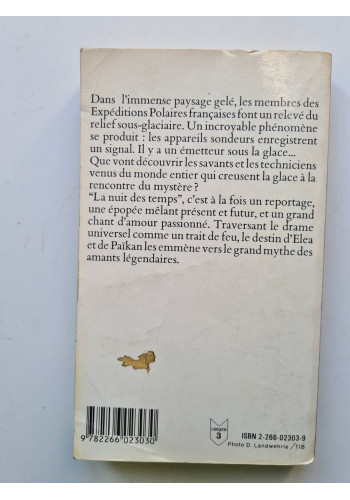 Dans l'immense paysage gelé, les membres des
Expéditions Polaires françaises font un relevé du
relief sous-glaciaire. Un incroyable phénomène
se produit : les appareils sondeurs enregistrent
un signal. Il y a un émetteur sous la glace...
Que vont découvrir les savants et les techniciens
venus du monde entier qui creusent la glace à la
rencontre du mystère ?
"La nuit des temps", c'est à la fois un reportage,
une épopée mêlant présent et futur, et un grand
chant d'amour passionné. Traversant le drame
universel comme un trait de feu, le destin d'Elea
et de Païkan les emmène vers le grand mythe des
amants légendaires.
9 782266 023030
catégorie
3
ISBN 2-266-02303-9
Photo D. Landwehrle / TIB